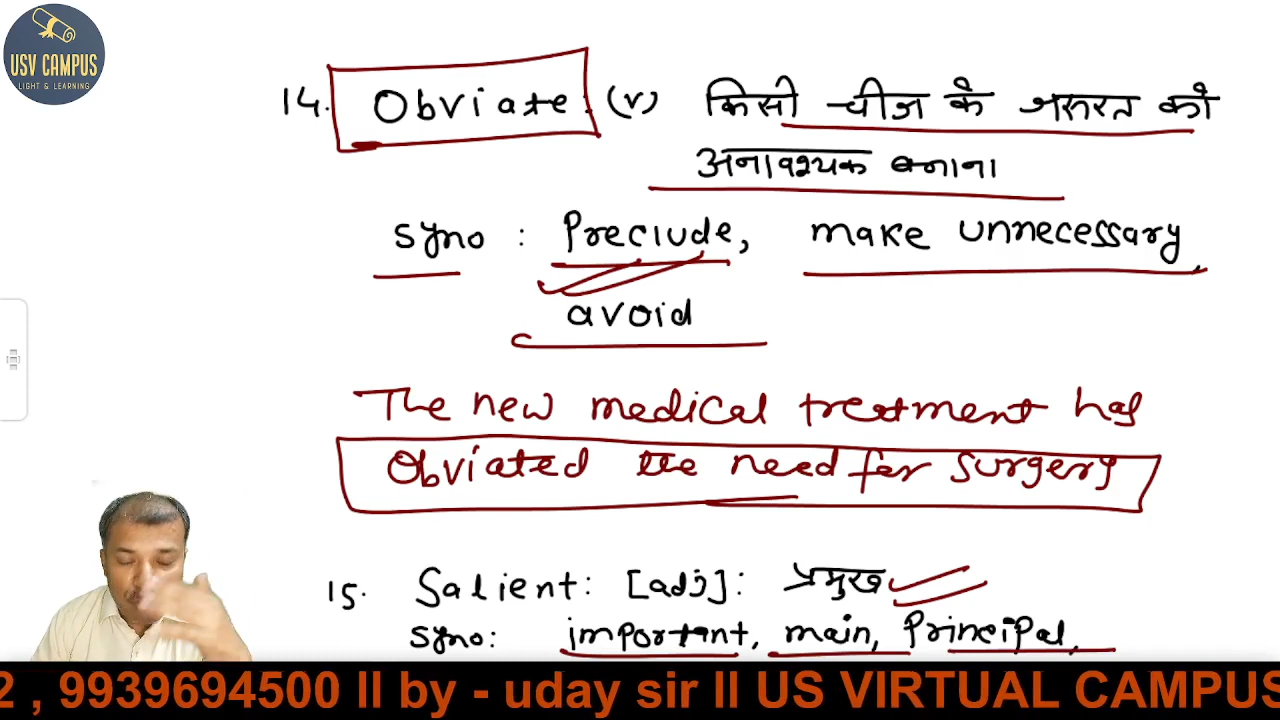 USV CAMPUS
LIGHT & LEARNING
14. Obviate (v) किसी चीज के जरुरत को
अनावश्यक बनाना
syno : Preclude, make unnecessary,
avoid
The new medical treatment has
Obviated the need for surgery
15. Salient: [adj]: प्रमुख
syno: important, main, Principal,
2 , 9939694500 II by - uday sir II US VIRTUAL CAMPUS